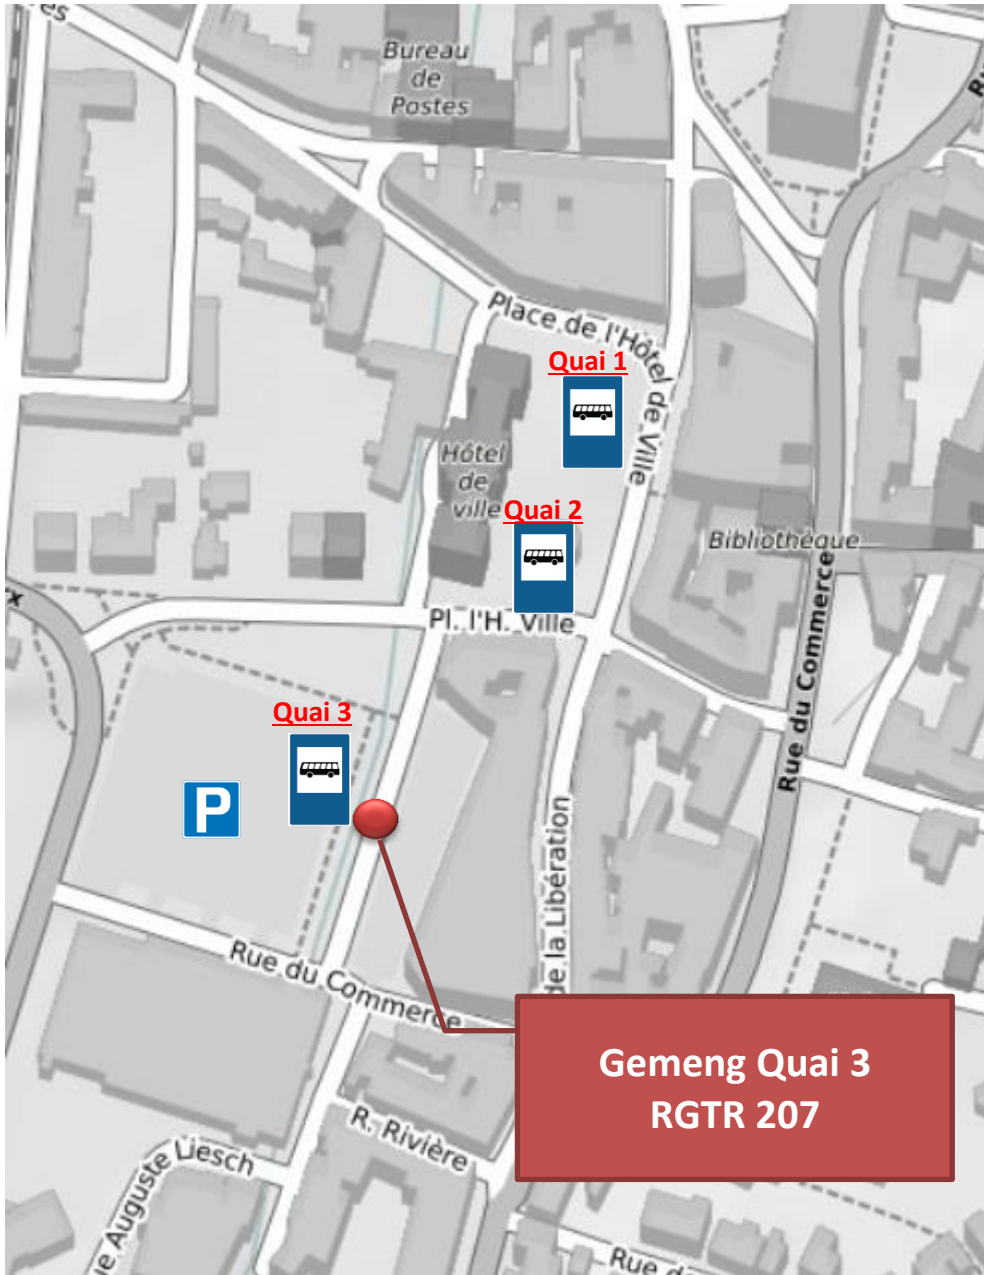 Bureau
de
Postes
Place de l'Hôtel de Ville
Quai 1
Hôtel
de
ville
Quai 2
Bibliothèque
Pl. l'H. Ville
Rue du Commerce
Quai 3
P
de la Libération
Rue du Commerce
Gemeng Quai 3
RGTR 207
R. Rivière
Auguste Liesch
Rue